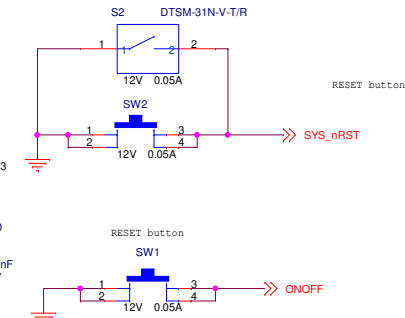 S2 DTSM-31N-V-T/R
1 1 2 2
12V 0.05A
RESET button
SW2
1 3
2 4
12V 0.05A
SYS_nRST
3
RESET button
SW1
nF
1 3
2 4
12V 0.05A
ONOFF